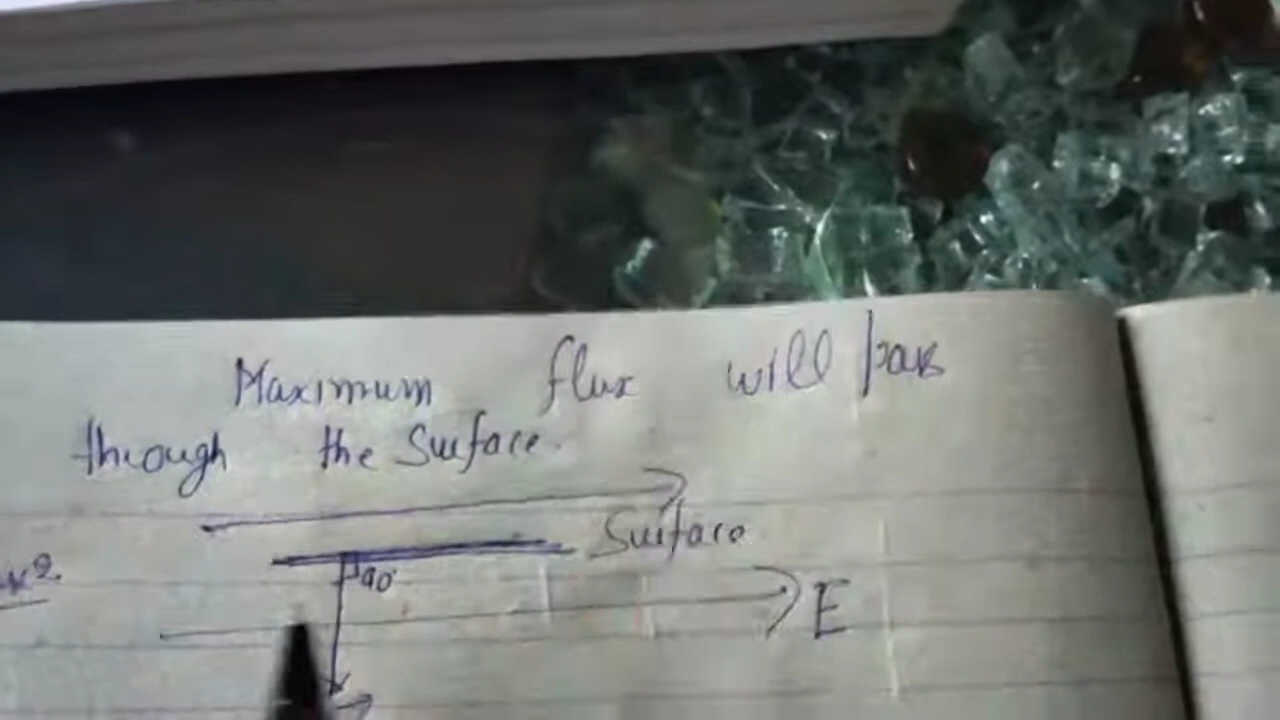 Maximum flux will pass
through the Surface.
Surface
90°
E